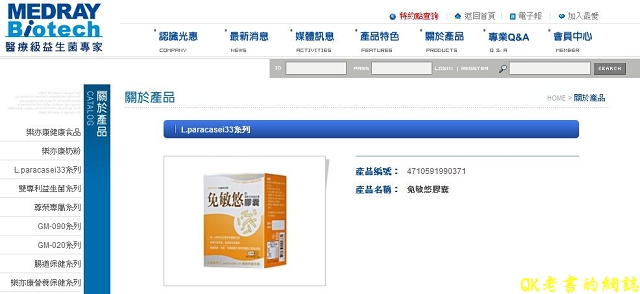 MEDRAY
Biotech
醫療級益生菌專家
特約點查詢 返回首頁 電子報 加入最愛
認識光惠 最新消息 媒體訊息 產品特色 關於產品 專業Q&A 會員中心
COMPANY NEWS ACTIVITIES FEATURES PRODUCTS Q & A MEMBER
ID PASS LOGIN | REGISTER SEARCH
關於產品
CATALOG
樂亦康健康食品
樂亦康奶粉
L.paracasei33系列
雙專利益生菌系列
尊榮專購系列
GM-090系列
GM-020系列
腸道保健系列
樂亦康營養保健系列
關於產品
HOME > 關於產品
L.paracasei33系列
免敏悠
膠囊
產品編號： 4710591990371
產品名稱： 免敏悠膠囊
QK老書的網誌